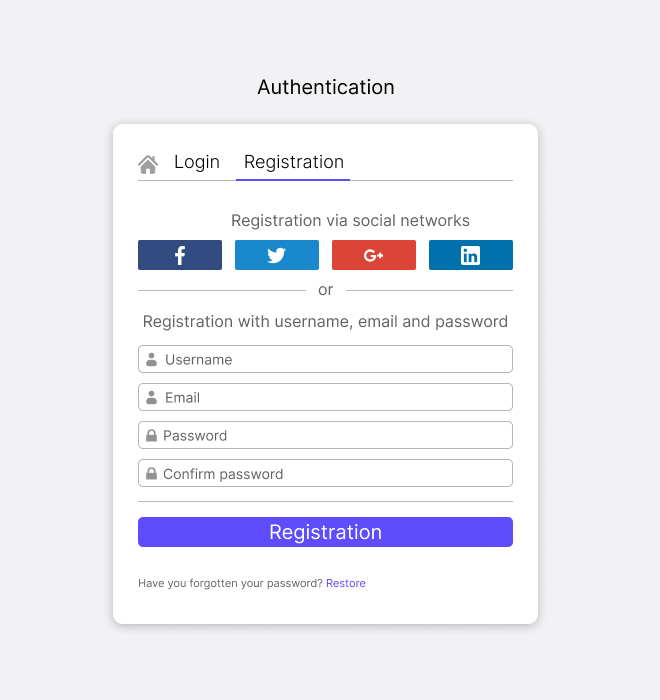 Authentication
Login Registration
Registration via social networks
f G+ in
or
Registration with username, email and password
Username
Email
Password
Confirm password
Registration
Have you forgotten your password? Restore